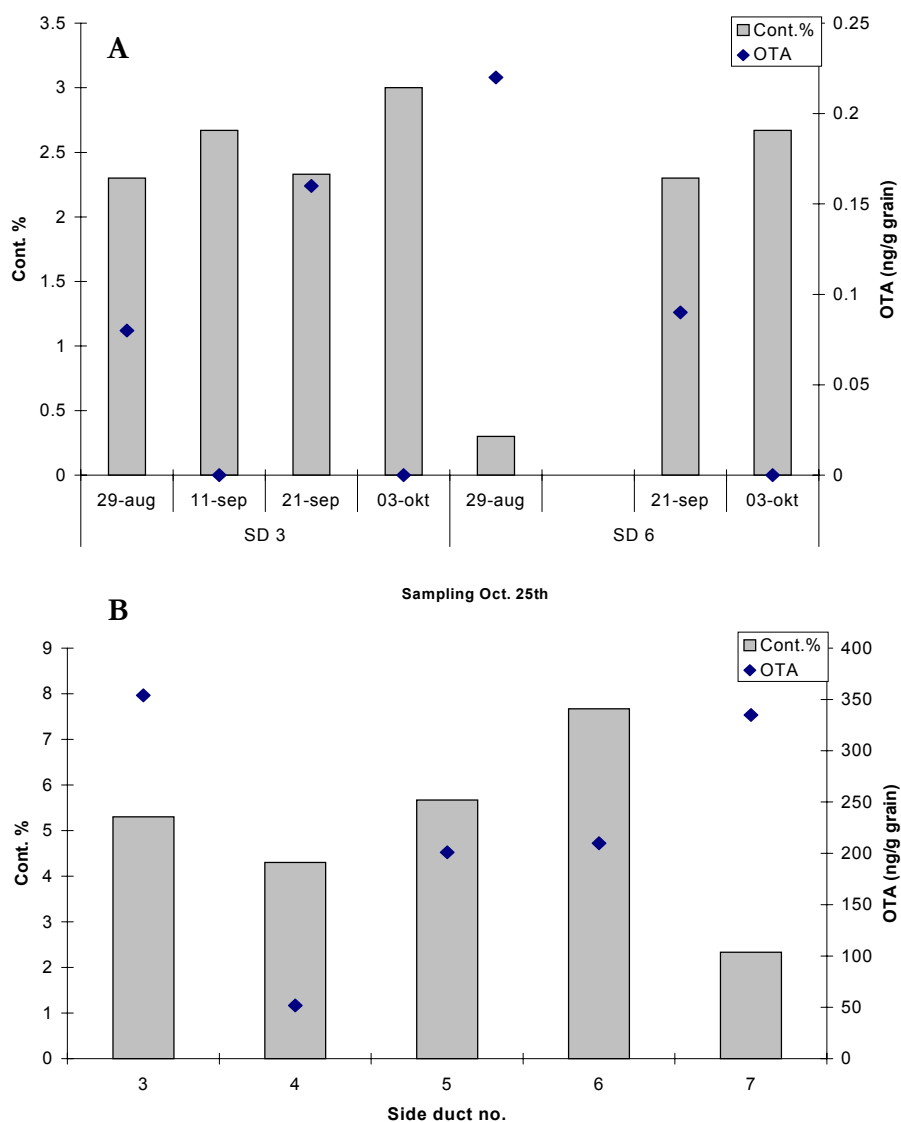 A
Cont.%
OTA
3.5
3
2.5
2
1.5
1
0.5
0
Cont. %
0.25
0.2
0.15
0.1
0.05
0
OTA (ng/g grain)
29-aug 11-sep 21-sep 03-okt 29-aug 21-sep 03-okt
SD 3 SD 6
Sampling Oct. 25th
B
Cont.%
OTA
9
8
7
6
5
4
3
2
1
0
Cont. %
400
350
300
250
200
150
100
50
0
OTA (ng/g grain)
3 4 5 6 7
Side duct no.